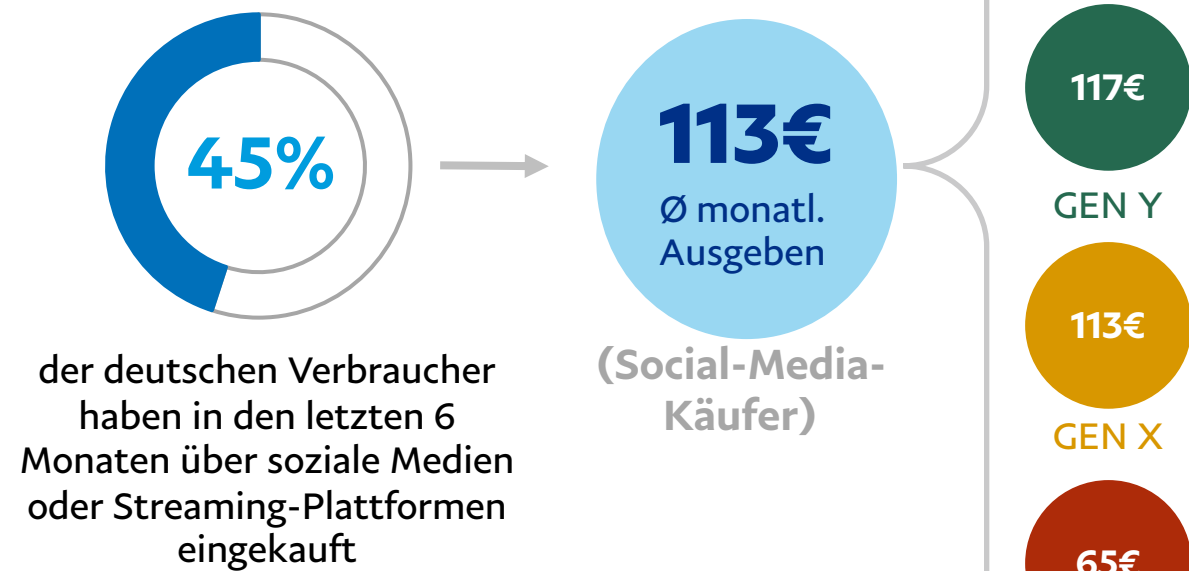 45%
der deutschen Verbraucher
haben in den letzten 6
Monaten über soziale Medien
oder Streaming-Plattformen
eingekauft
113€
Ø monatl.
Ausgeben
(Social-Media-
Käufer)
117€
GEN Y
113€
GEN X
65€